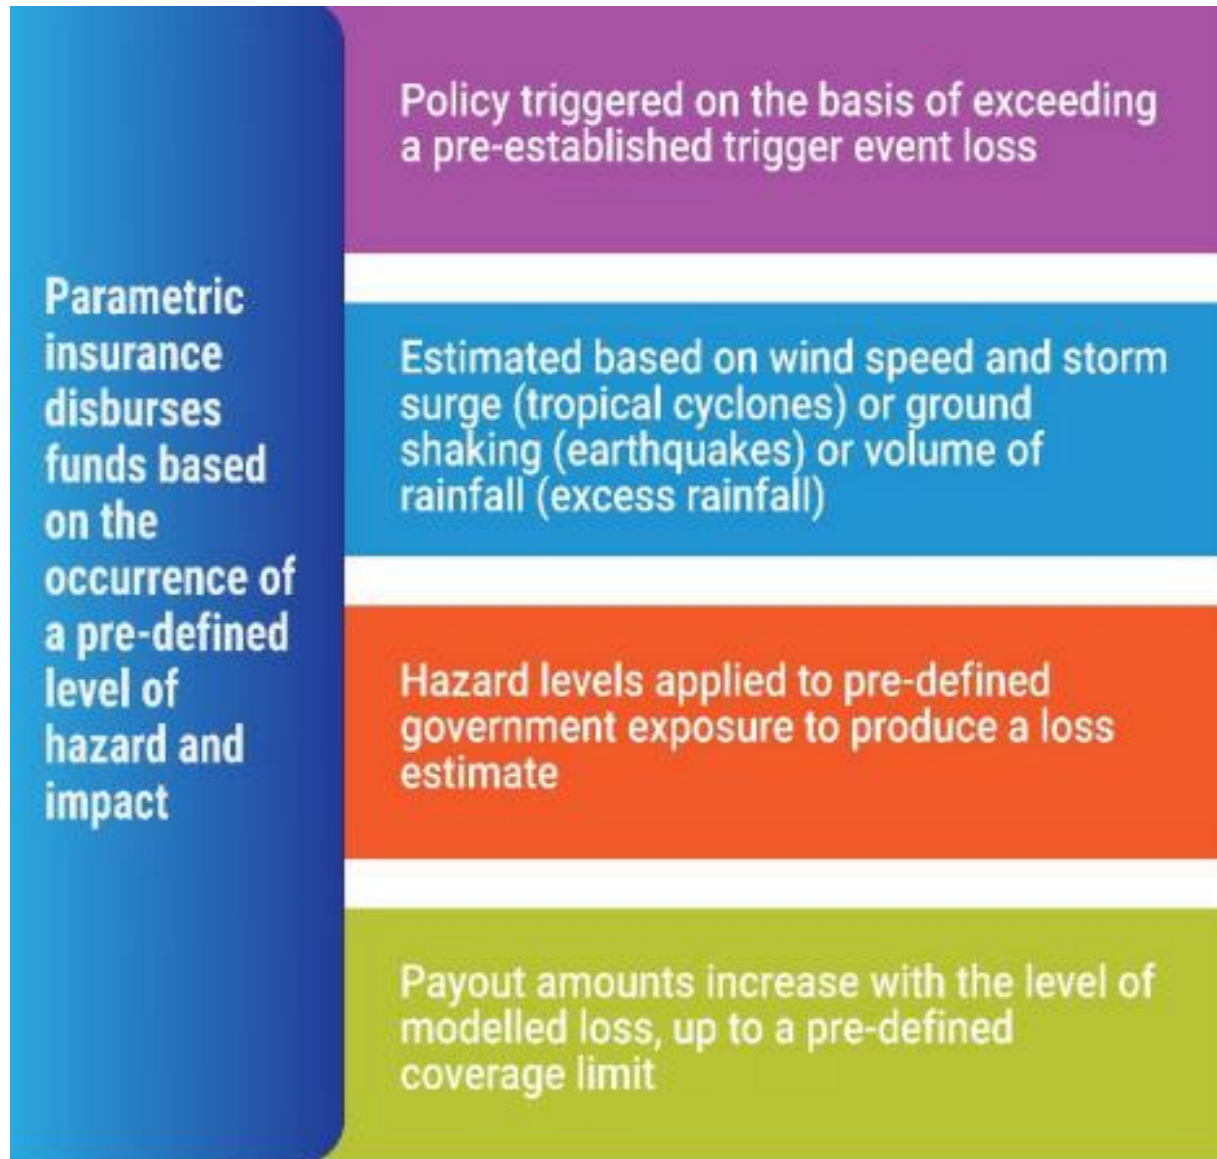 Parametric
insurance
disburses
funds based
on the
occurrence of
a pre-defined
level of
hazard and
impact
Policy triggered on the basis of exceeding
a pre-established trigger event loss
Estimated based on wind speed and storm
surge (tropical cyclones) or ground
shaking (earthquakes) or volume of
rainfall (excess rainfall)
Hazard levels applied to pre-defined
government exposure to produce a loss
estimate
Payout amounts increase with the level of
modelled loss, up to a pre-defined
coverage limit